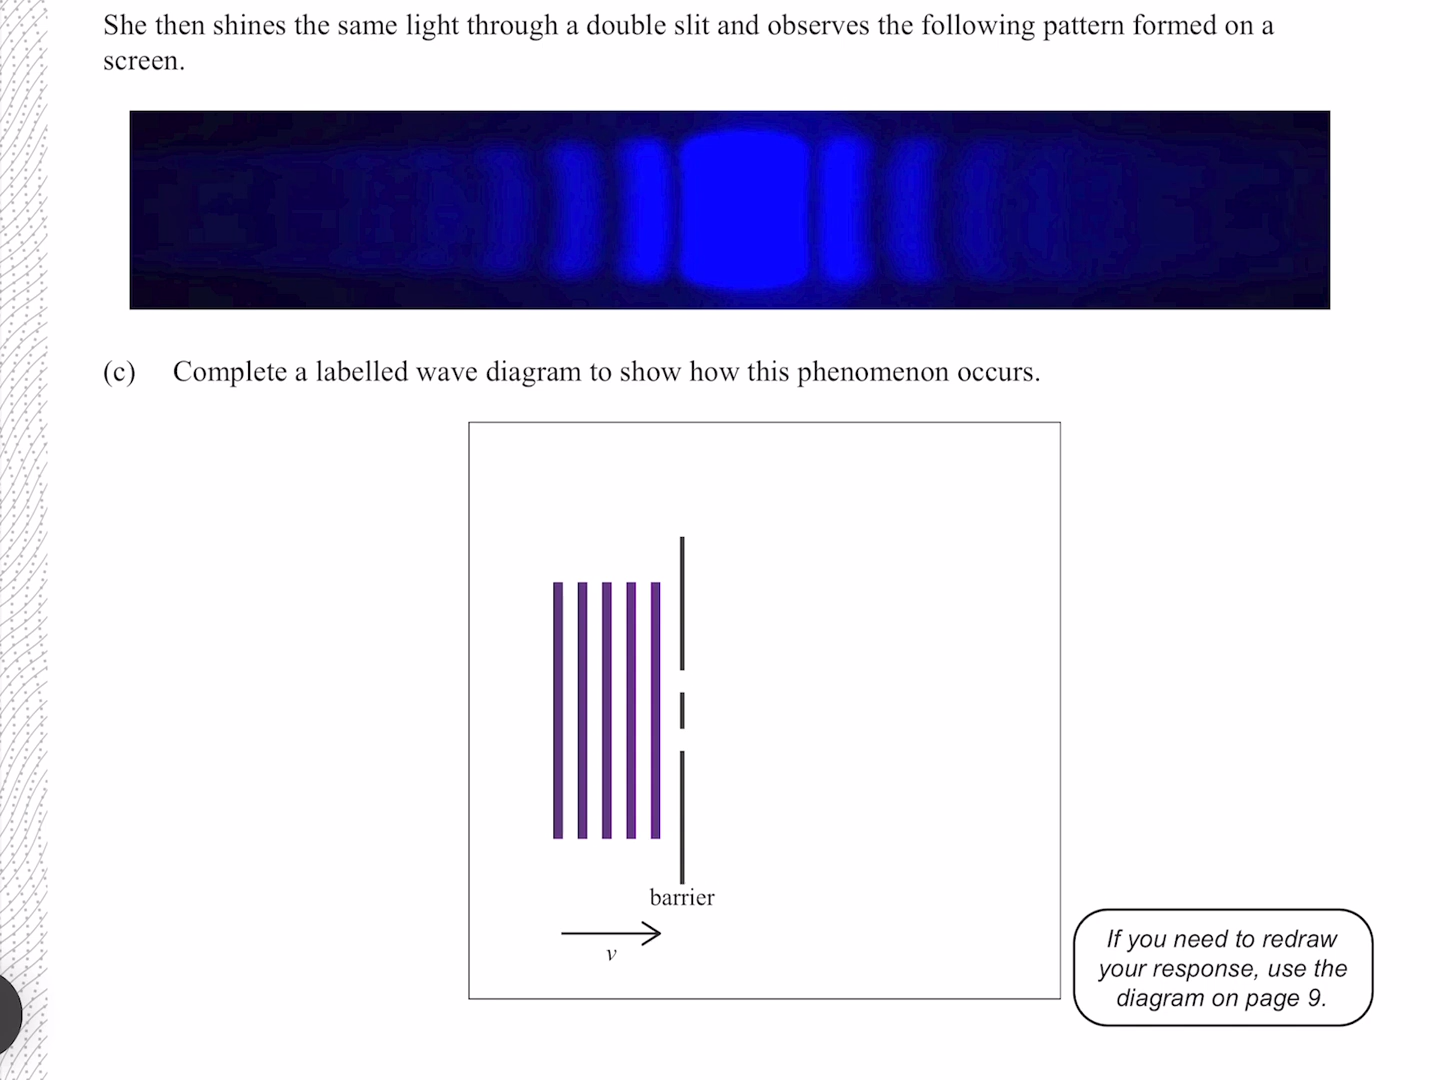 She then shines the same light through a double slit and observes the following pattern formed on a
screen.
(c) Complete a labelled wave diagram to show how this phenomenon occurs.
barrier
v
If you need to redraw
your response, use the
diagram on page 9.